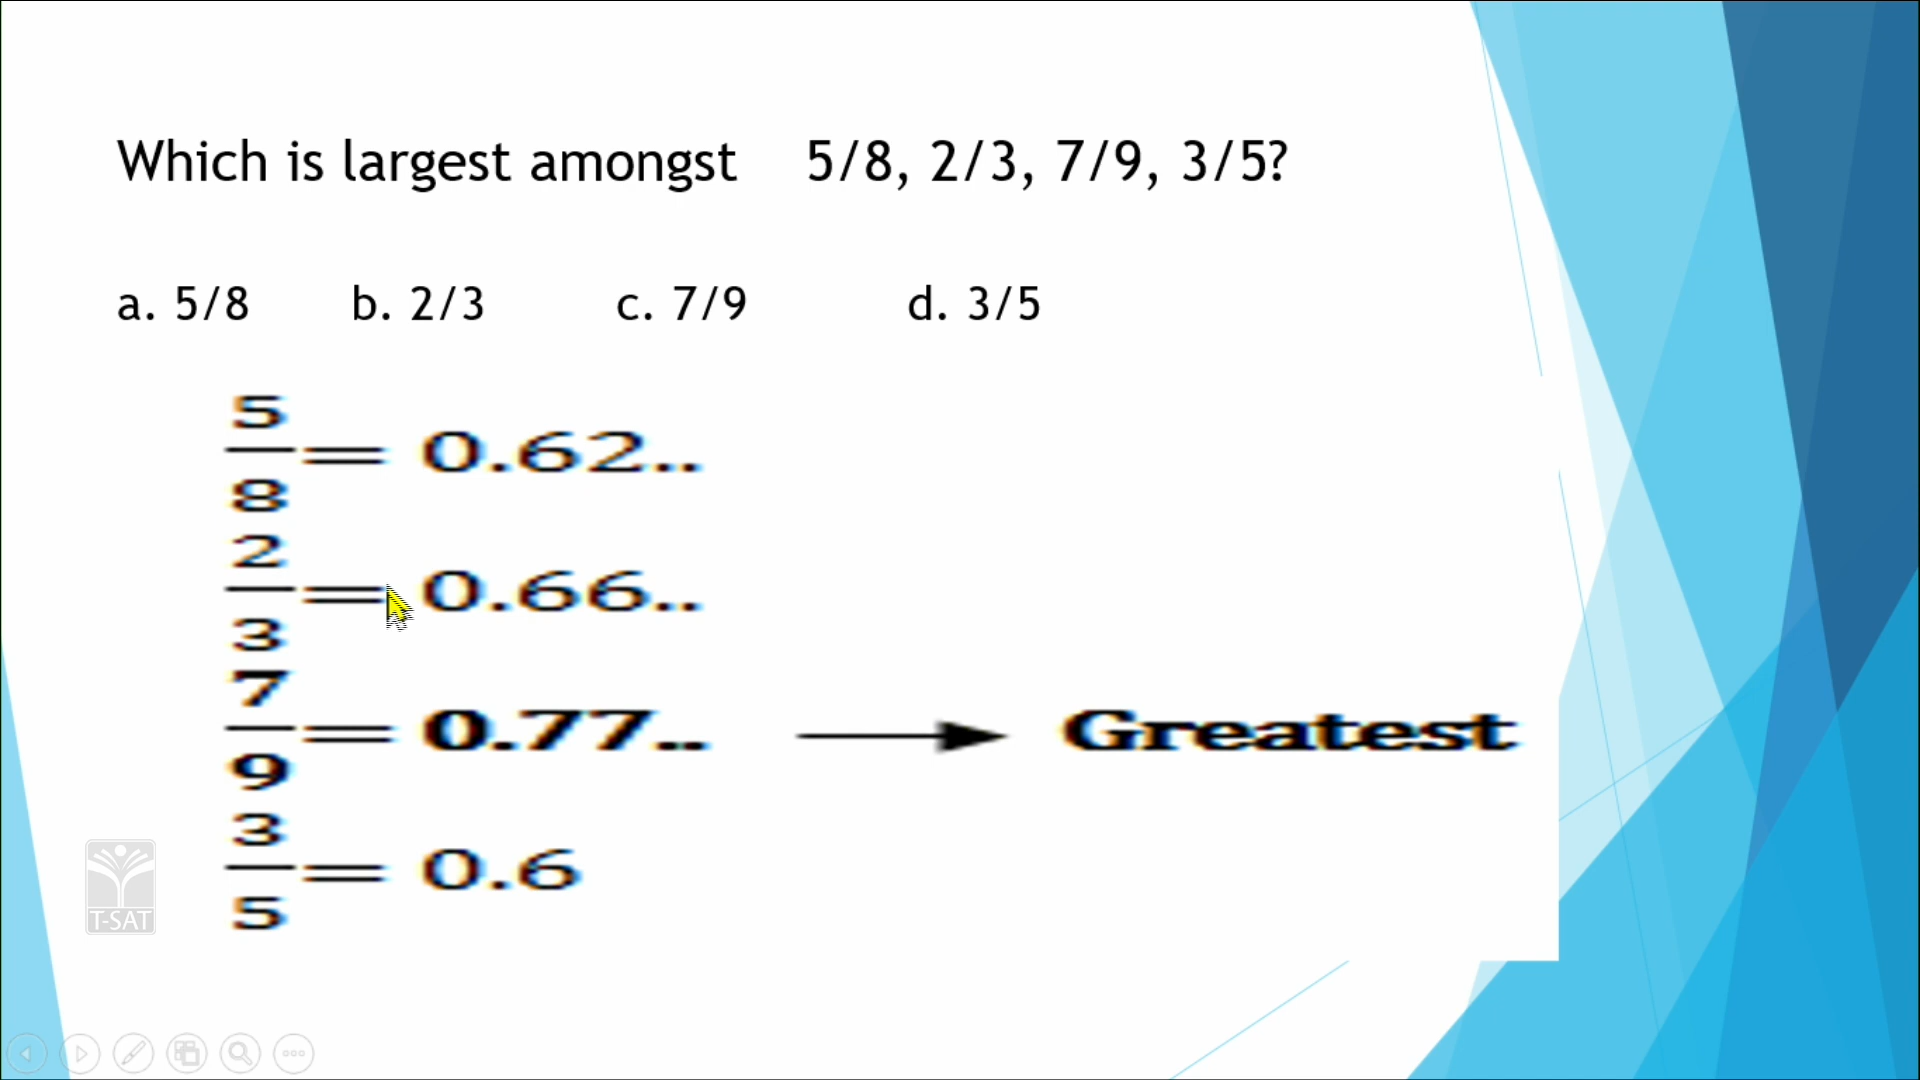 Which is largest amongst 5/8, 2/3, 7/9, 3/5?
a. 5/8 b. 2/3 c. 7/9 d. 3/5
5/8 = 0.62..
2/3 = 0.66..
7/9 = 0.77.. → Greatest
3/5 = 0.6
T-SAT